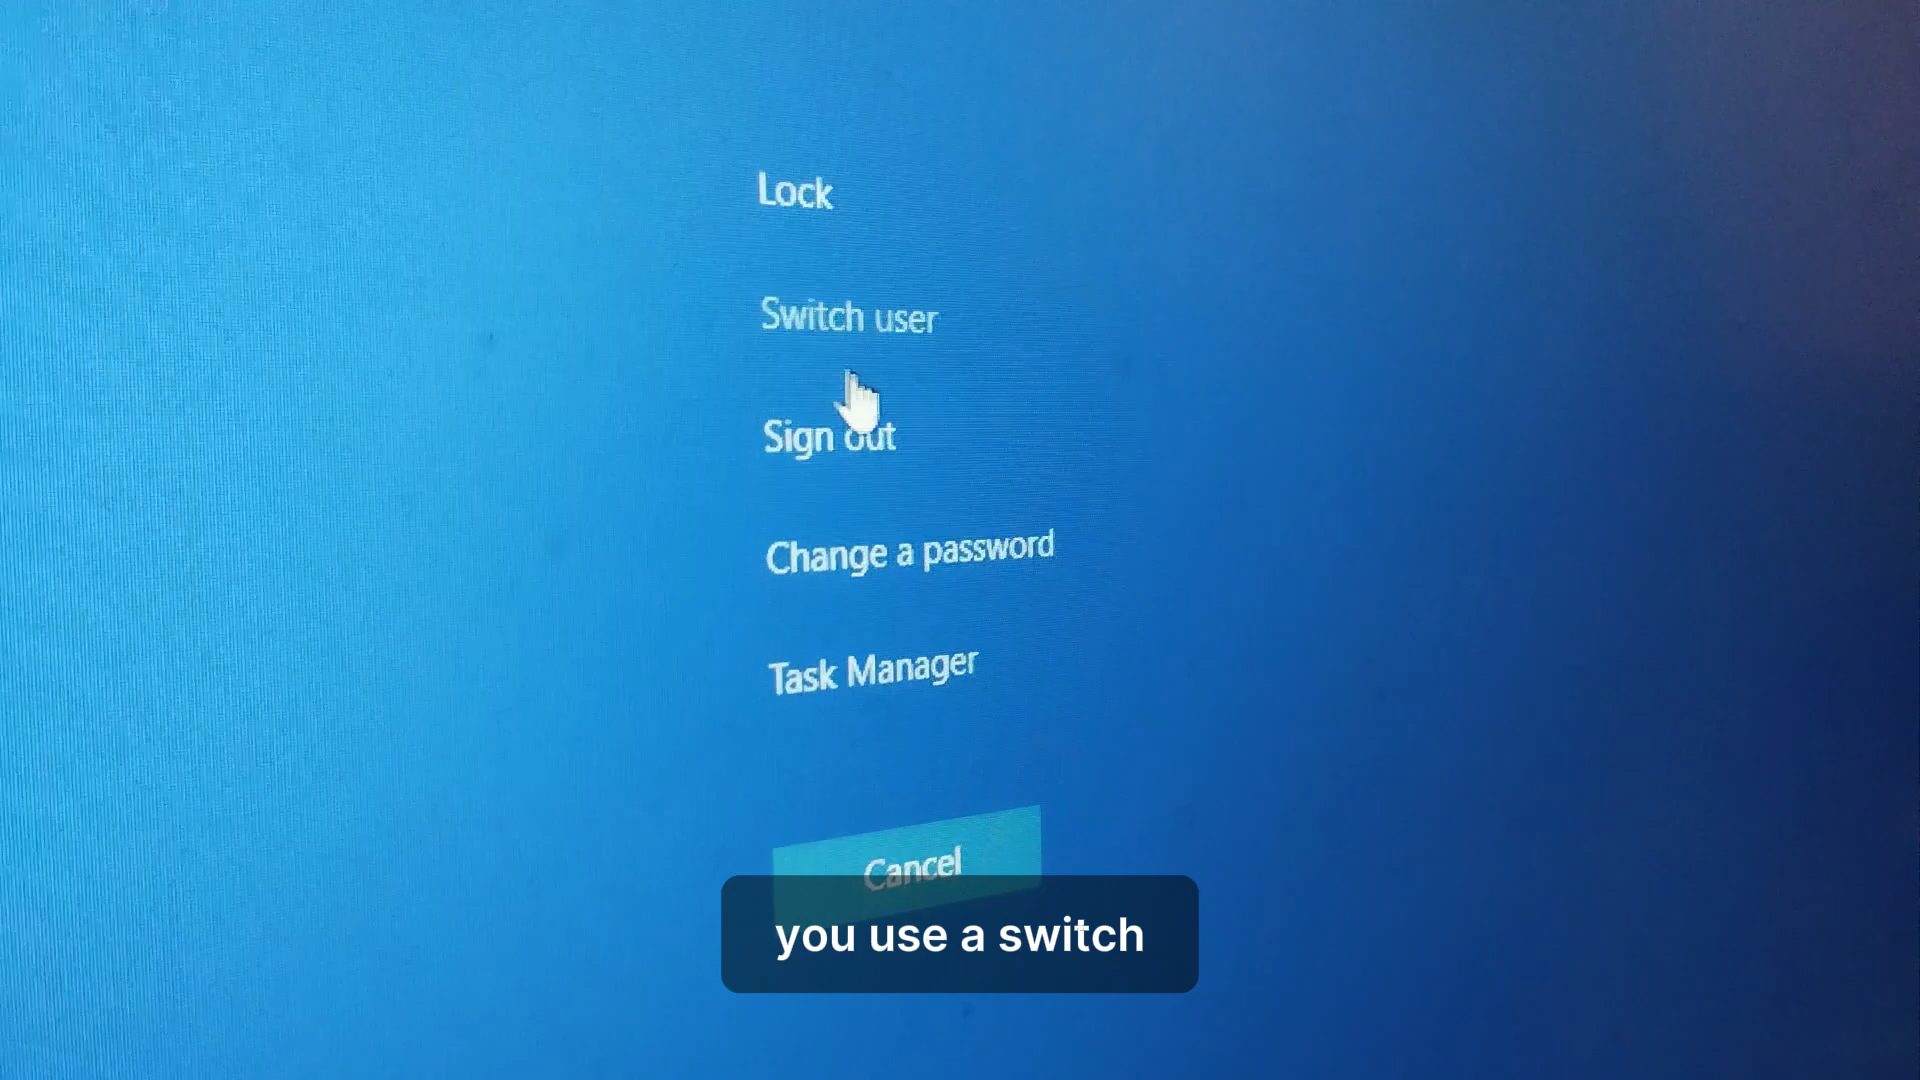 Lock
Switch user
Sign out
Change a password
Task Manager
Cancel
you use a switch